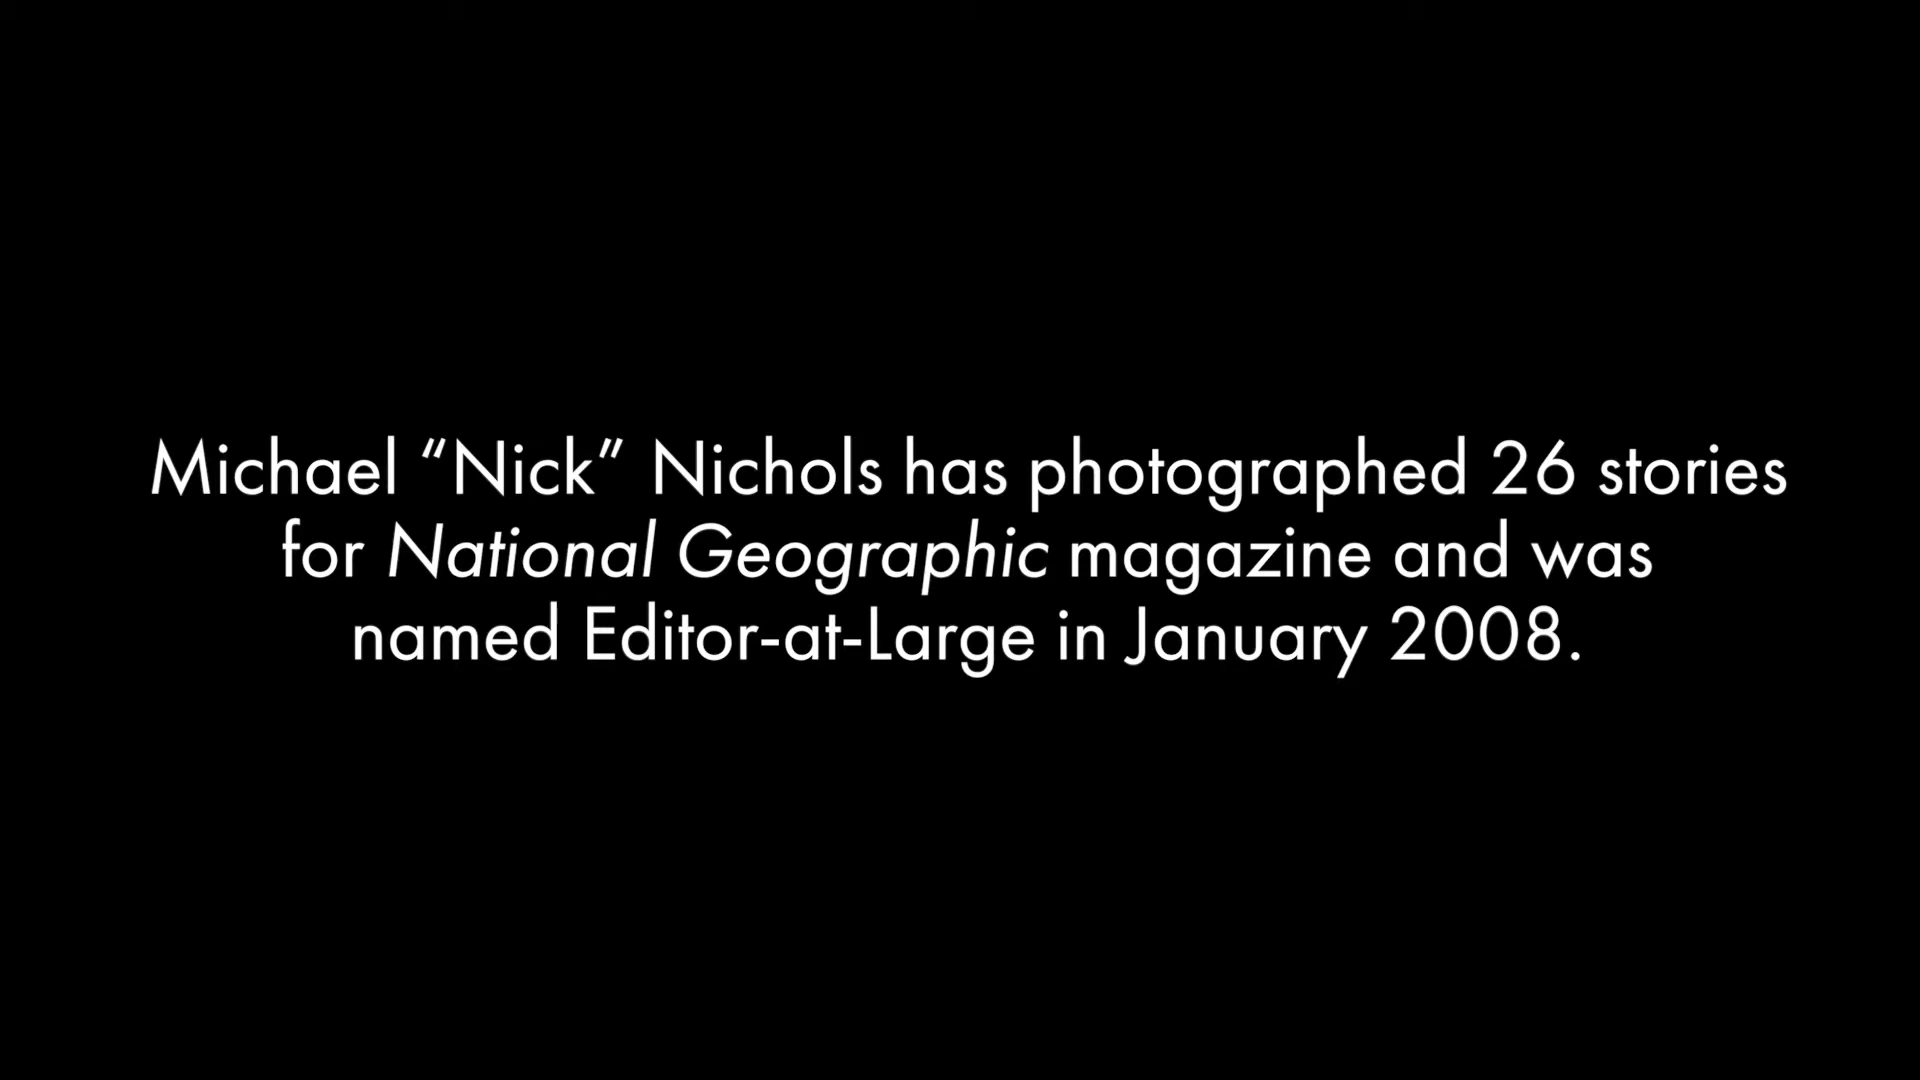 Michael “Nick” Nichols has photographed 26 stories
for National Geographic magazine and was
named Editor-at-Large in January 2008.